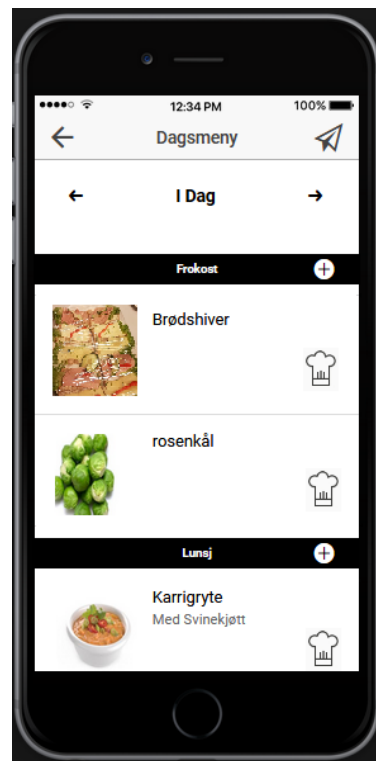 12:34 PM
100%
Dagsmeny
I Dag
Frokost
Brødshiver
rosenkål
Lunsj
Karrigryte
Med Svinekjøtt